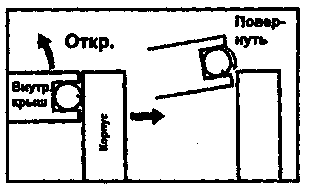 Откр.
Повер-
нуть
Внутр.
крыш
Корпус